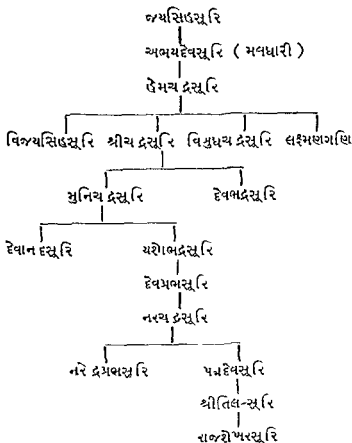 જયસિહસૂરિ
અભયદેવસૂરિ ( મલધારી )
હેમચ દ્રસૂરિ
વિજયસિહસૂરિ શ્રીચ દ્રસૂરિ વિબુધચ દ્રસૂરિ લક્ષ્મણગણિ
મુનિચ દ્રસૂરિ દેવભદ્રસૂરિ
દેવાન દસૂરિ યશોભદ્રસૂરિ
દેવપ્રભસૂરિ
નરચ દ્રસૂરિ
નરે દ્રપ્રભસૂરિ પદ્મદેવસૂરિ
શ્રીતિલ-સૂરિ
રાજશેખરસૂરિ